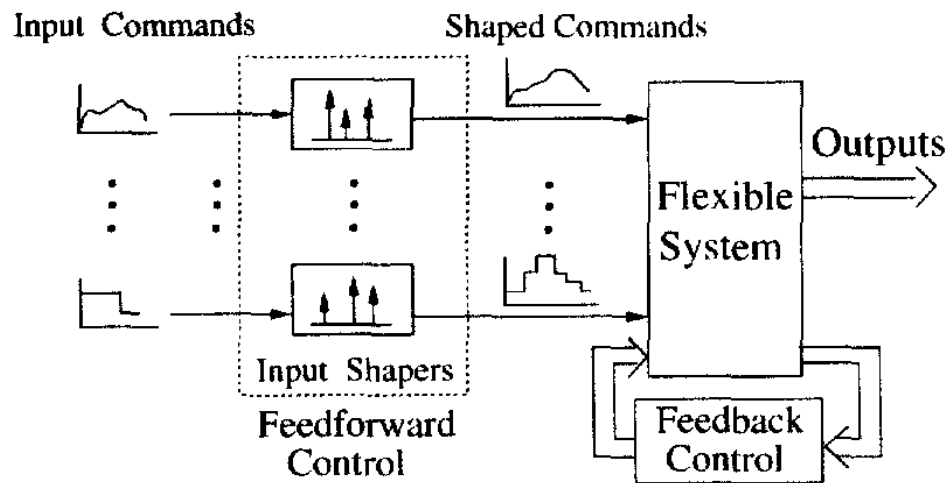 Input Commands
Shaped Commands
Outputs
Flexible
System
Input Shapers
Feedforward
Control
Feedback
Control